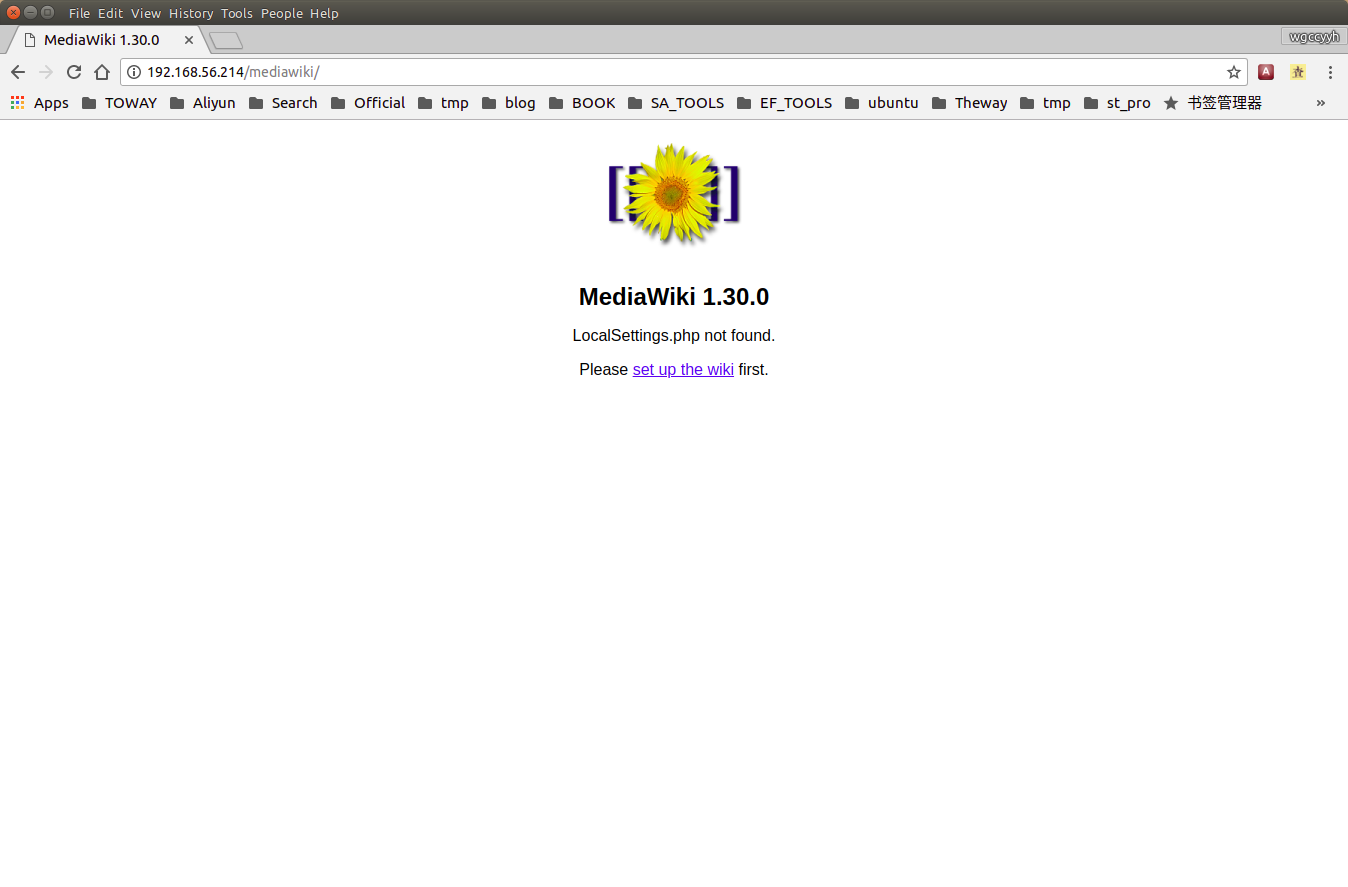 File Edit View History Tools People Help
MediaWiki 1.30.0
wgccyyh
192.168.56.214/mediawiki/
A
Apps TOWAY Aliyun Search Official tmp blog BOOK SA_TOOLS EF_TOOLS ubuntu Theway tmp st_pro 书签管理器 »
MediaWiki 1.30.0
LocalSettings.php not found.
Please set up the wiki first.